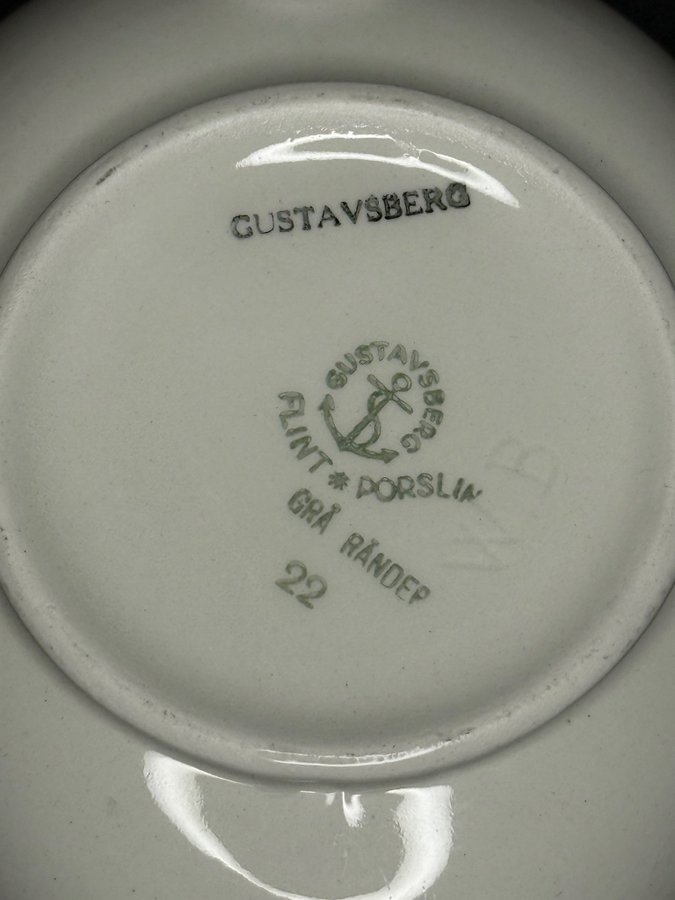 GUSTAVSBERG
GUSTAVSBERG
FLINT * PORSLIN
GRÅ RÄNDER
22